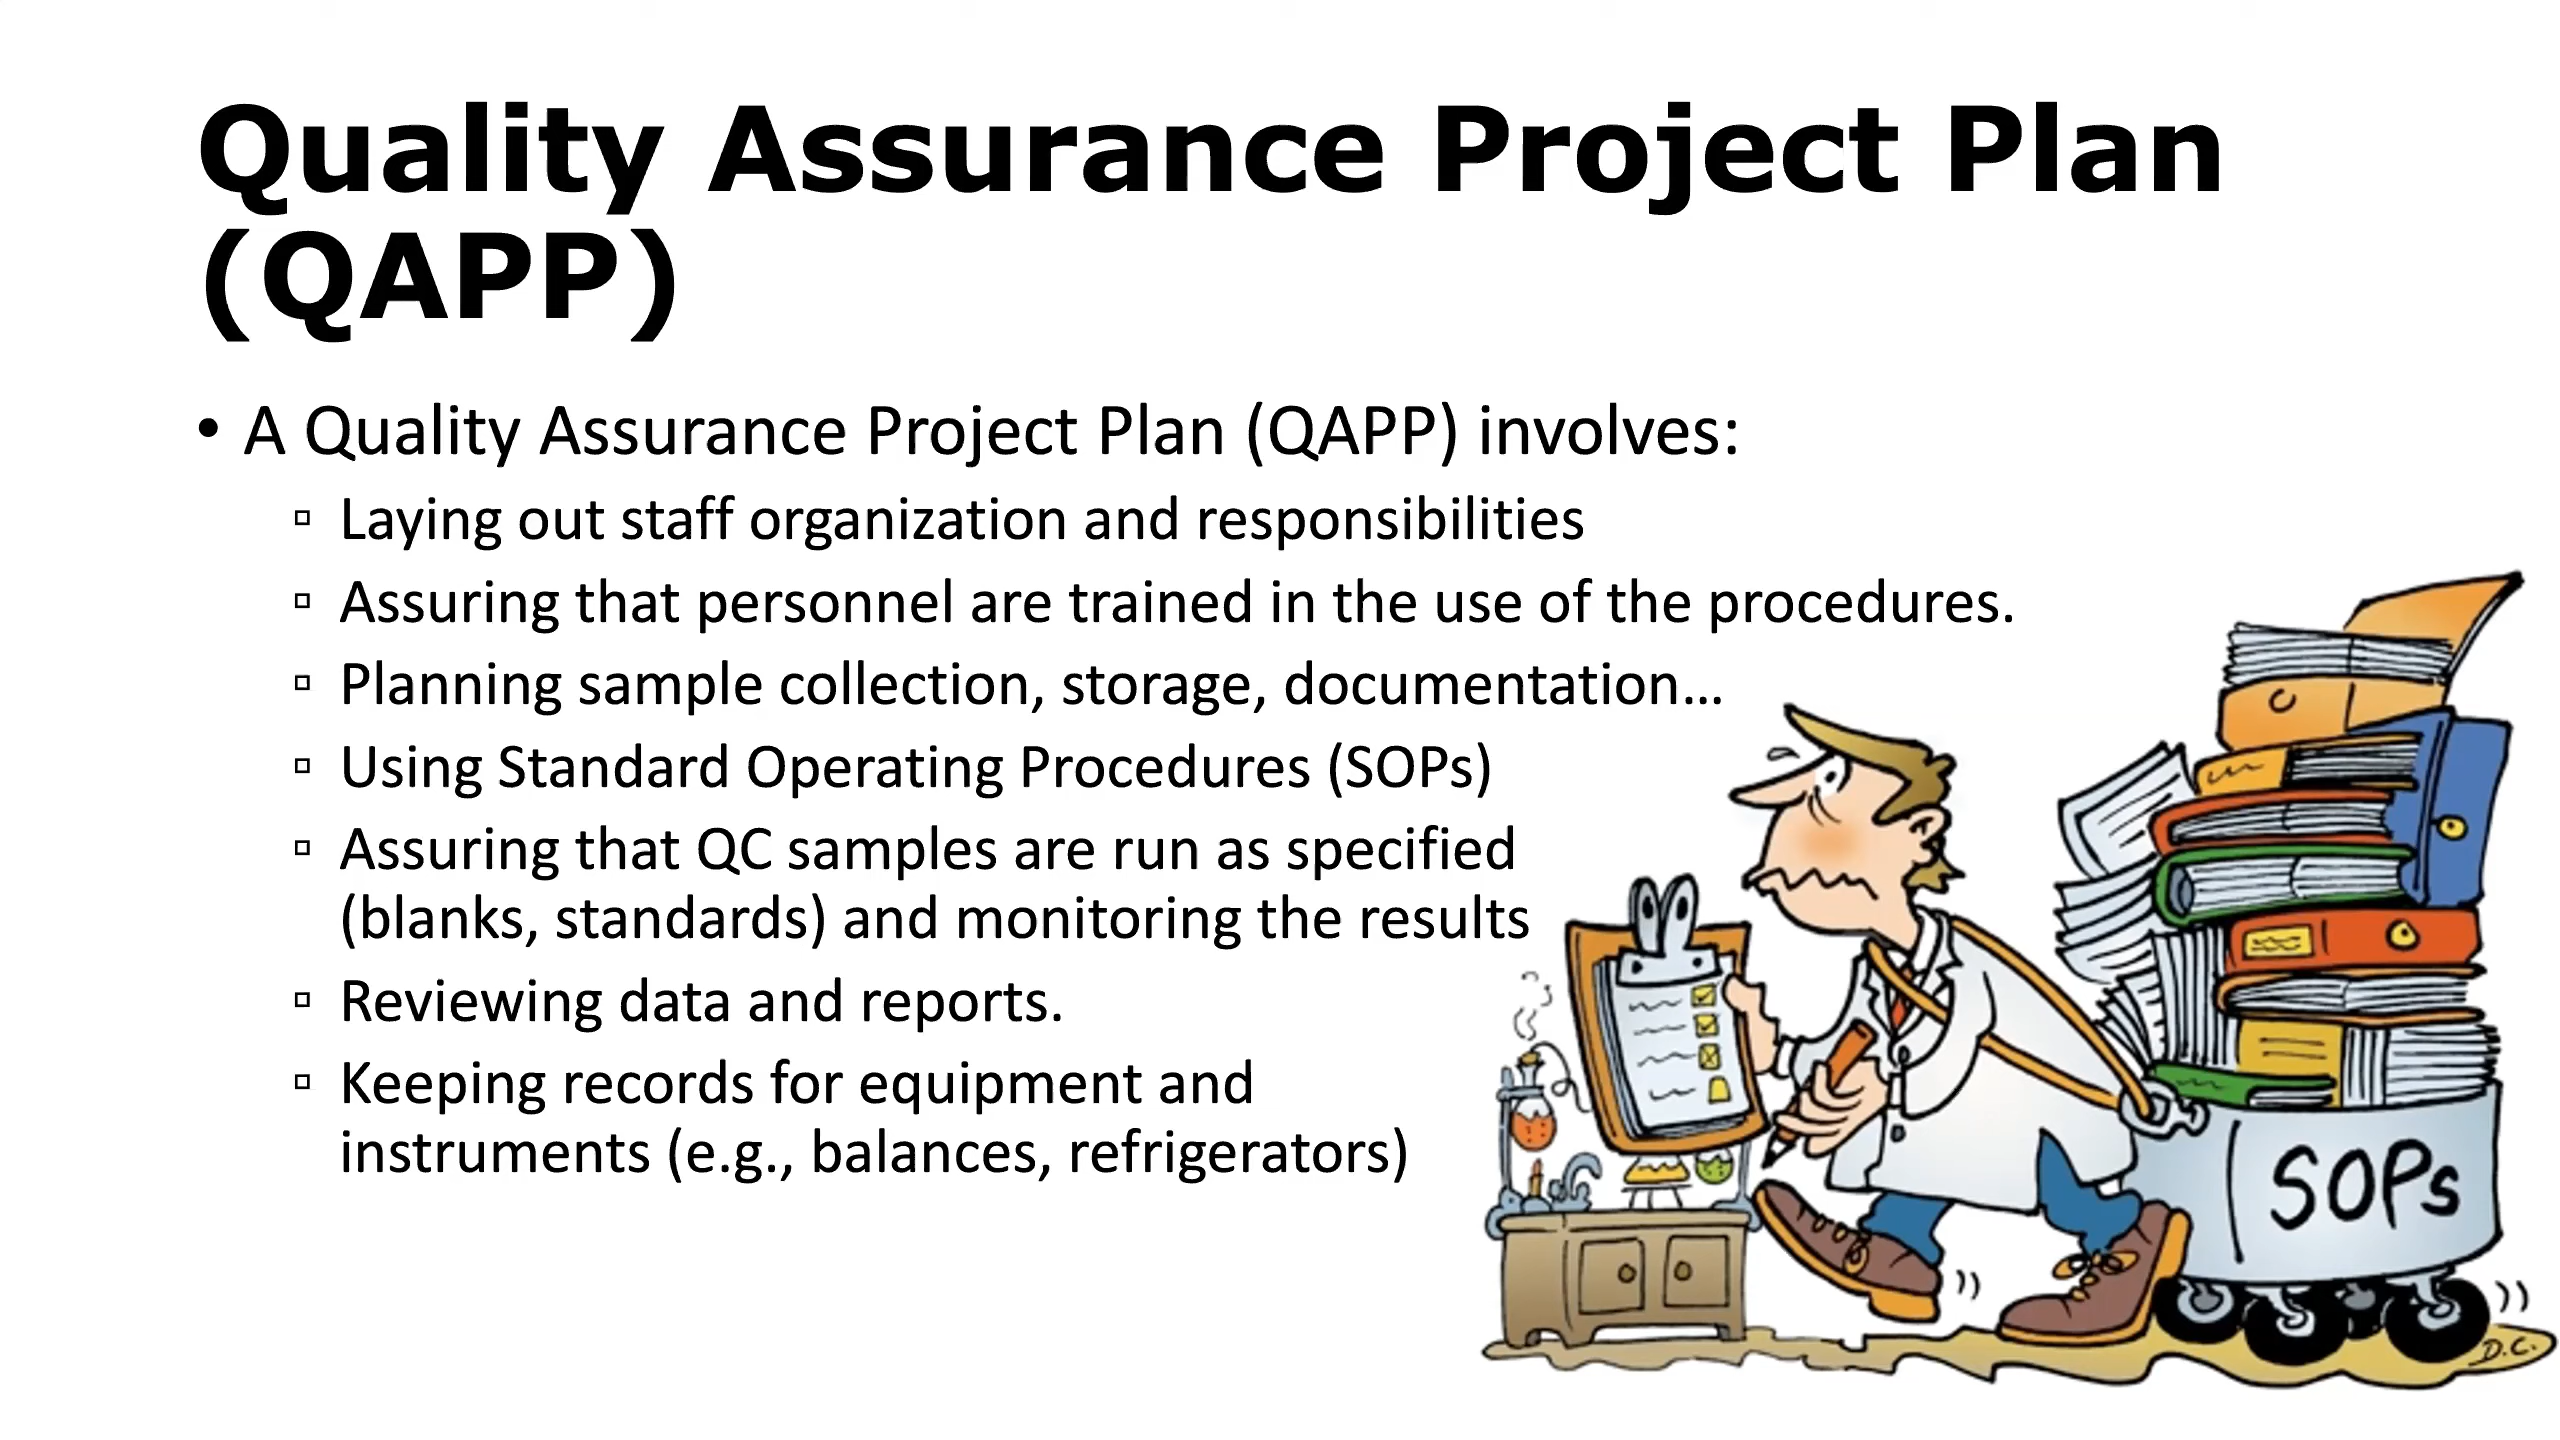 Quality Assurance Project Plan
(QAPP)
• A Quality Assurance Project Plan (QAPP) involves:
▫ Laying out staff organization and responsibilities
▫ Assuring that personnel are trained in the use of the procedures.
▫ Planning sample collection, storage, documentation…
▫ Using Standard Operating Procedures (SOPs)
▫ Assuring that QC samples are run as specified
(blanks, standards) and monitoring the results
▫ Reviewing data and reports.
▫ Keeping records for equipment and
instruments (e.g., balances, refrigerators)
SOPs
D.C.